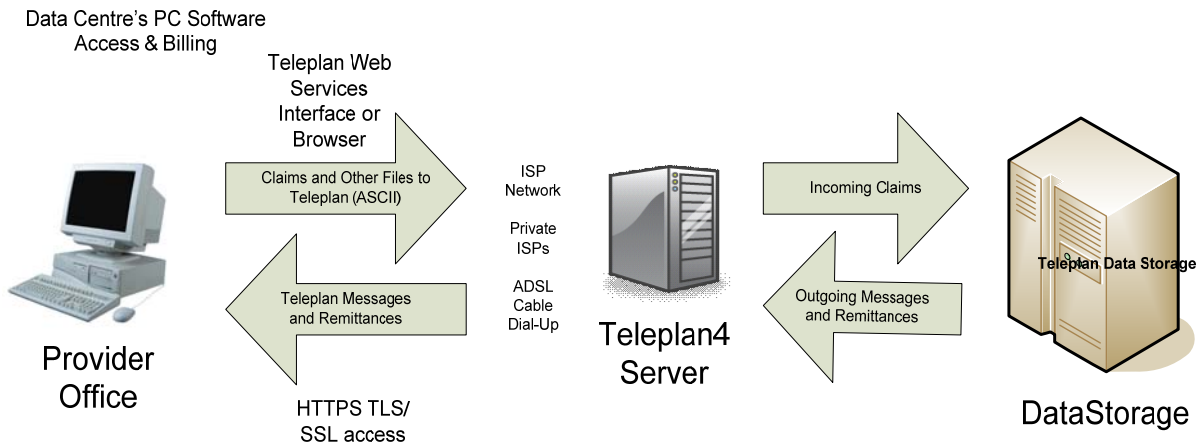 Data Centre's PC Software
Access & Billing
Teleplan Web
Services
Interface or
Browser
Claims and Other Files to
Teleplan (ASCII)
Teleplan Messages
and Remittances
HTTPS TLS/
SSL access
Provider
Office
ISP
Network
Private
ISPs
ADSL
Cable
Dial-Up
Teleplan4
Server
Incoming Claims
Outgoing Messages
and Remittances
Teleplan Data Storage
DataStorage